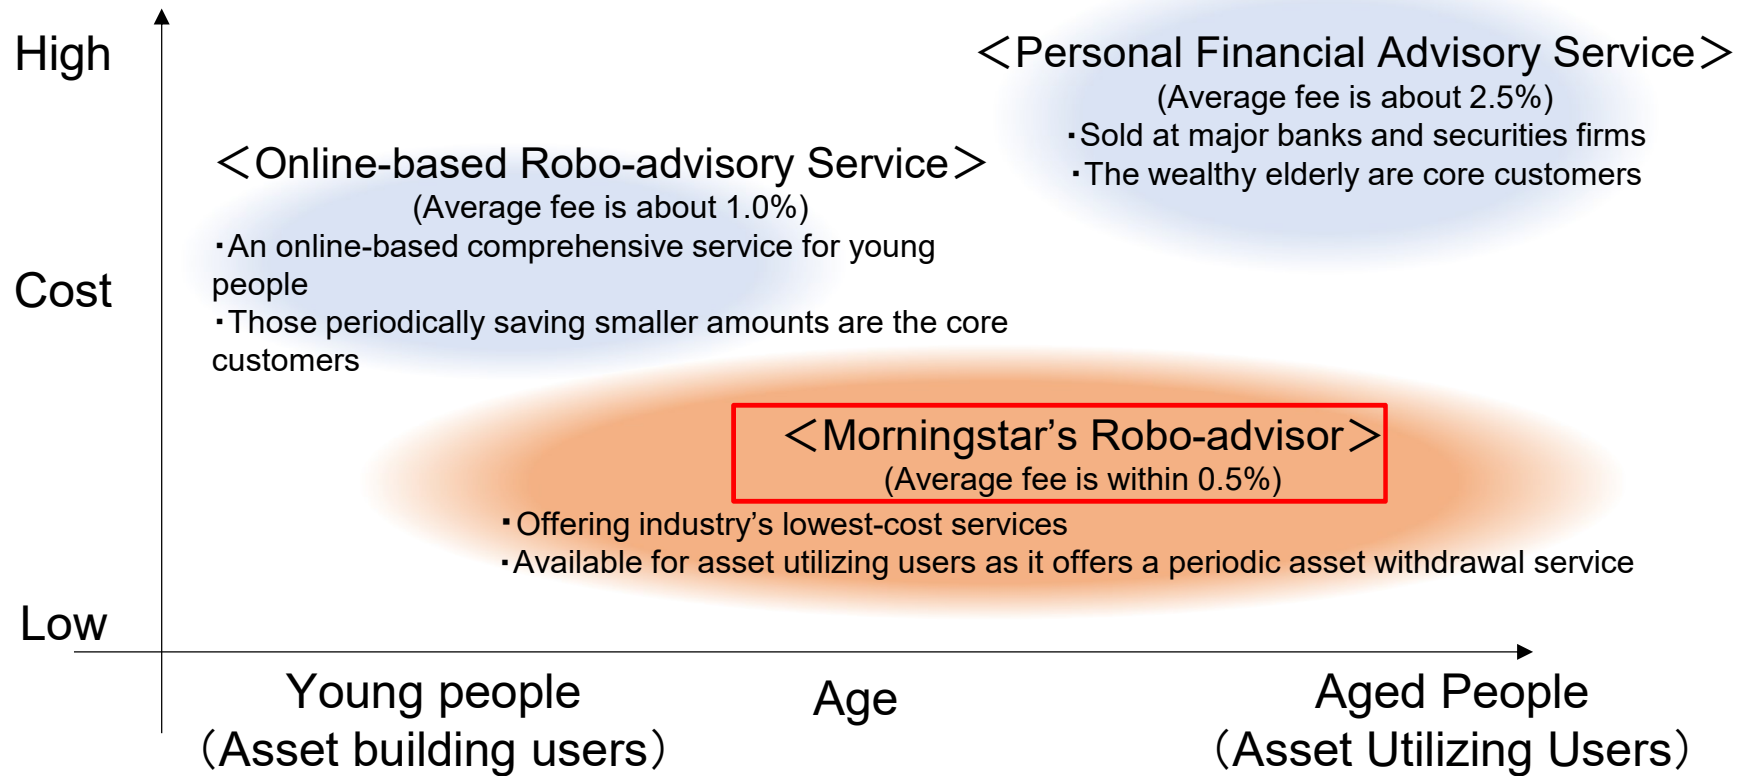 High
＜Personal Financial Advisory Service＞
(Average fee is about 2.5%)
・Sold at major banks and securities firms
・The wealthy elderly are core customers
＜Online-based Robo-advisory Service＞
(Average fee is about 1.0%)
・An online-based comprehensive service for young
people
・Those periodically saving smaller amounts are the core
customers
Cost
＜Morningstar’s Robo-advisor＞
(Average fee is within 0.5%)
・Offering industry’s lowest-cost services
・Available for asset utilizing users as it offers a periodic asset withdrawal service
Low
Young people
（Asset building users）
Age
Aged People
（Asset Utilizing Users）